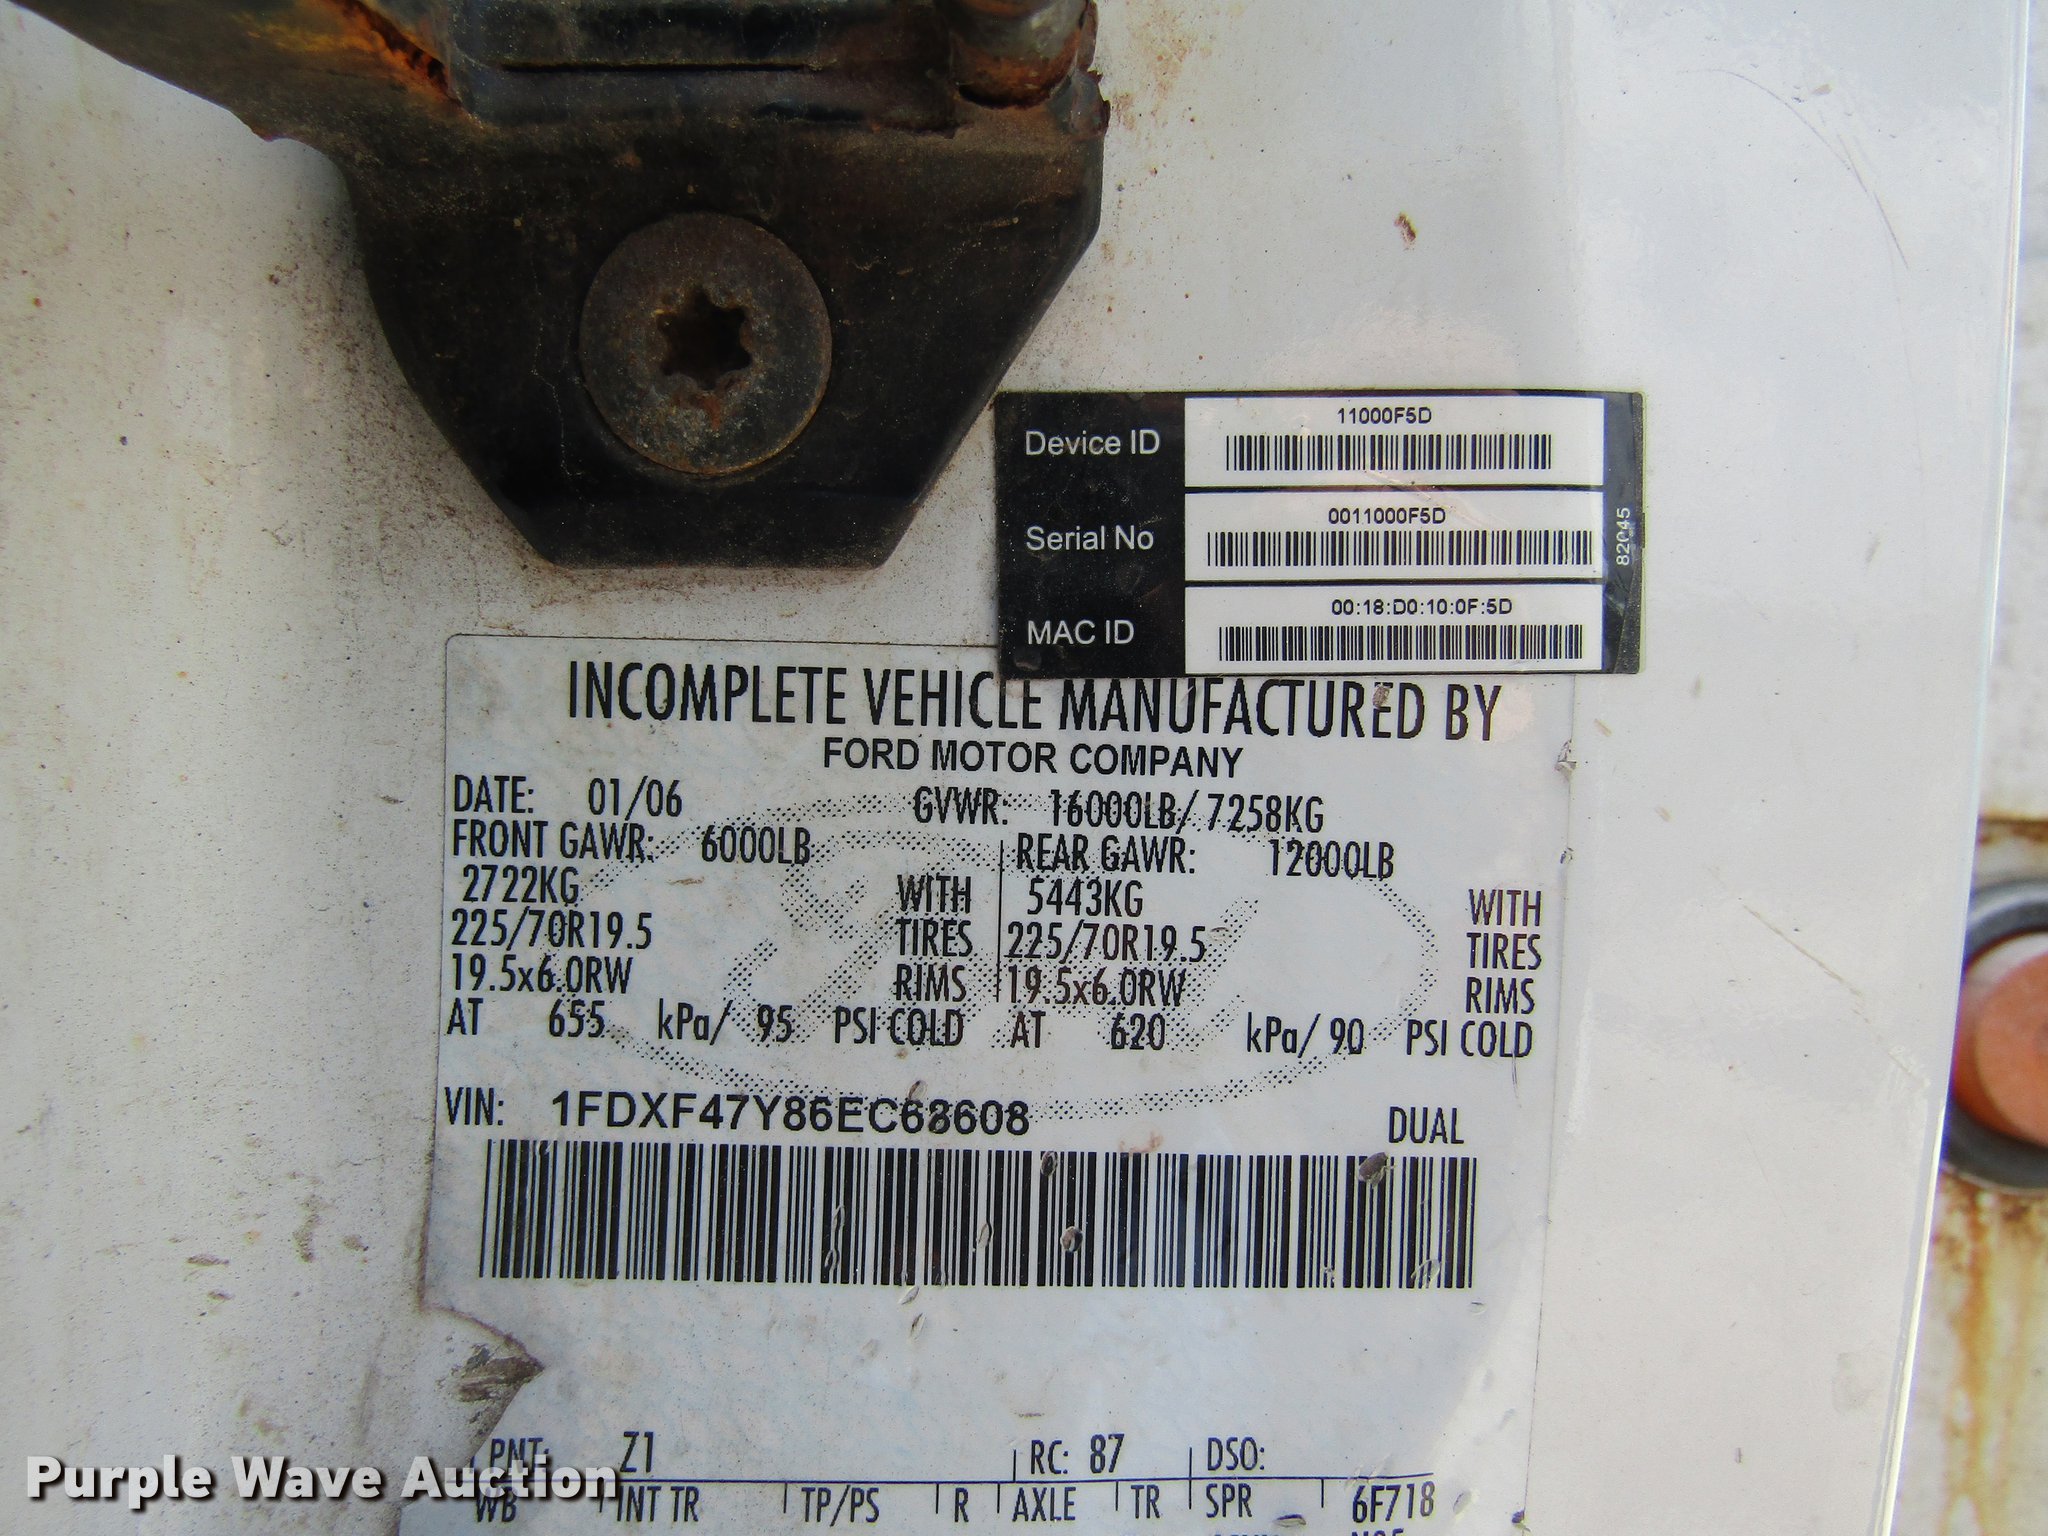 Device ID 11000F5D
Serial No 0011000F5D
82045
MAC ID 00:18:D0:10:0F:5D
INCOMPLETE VEHICLE MANUFACTURED BY
FORD MOTOR COMPANY
DATE: 01/06 GVWR: 16000LB/ 7258KG
FRONT GAWR: 6000LB REAR GAWR: 12000LB
2722KG WITH 5443KG WITH
225/70R19.5 TIRES 225/70R19.5 TIRES
19.5x6.0RW RIMS 19.5x6.0RW RIMS
AT 655 kPa/ 95 PSI COLD AT 620 kPa/ 90 PSI COLD
VIN: 1FDXF47Y86EC68608 DUAL
PNT: Z1 RC: 87 DSO:
WB INT TR TP/PS R AXLE TR SPR 6F718
Purple Wave Auction